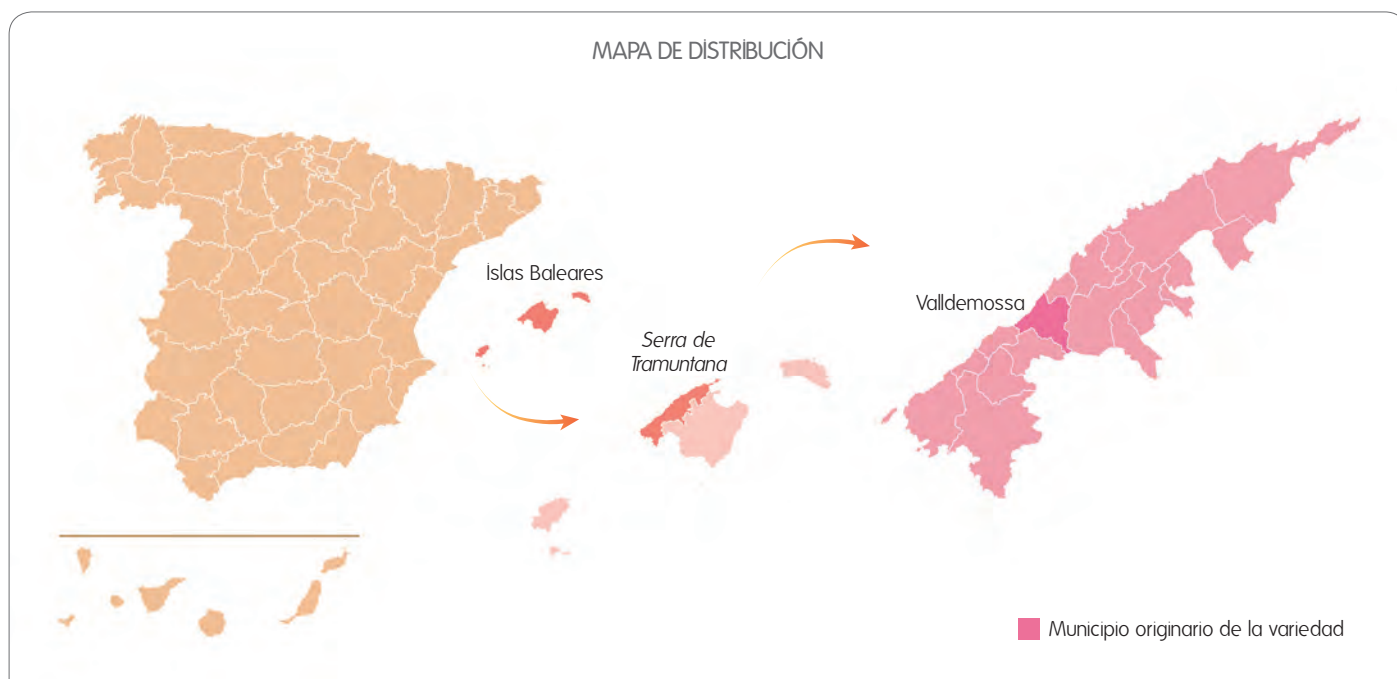 MAPA DE DISTRIBUCIÓN
Islas Baleares
Serra de
Tramuntana
Valldemossa
Municipio originario de la variedad